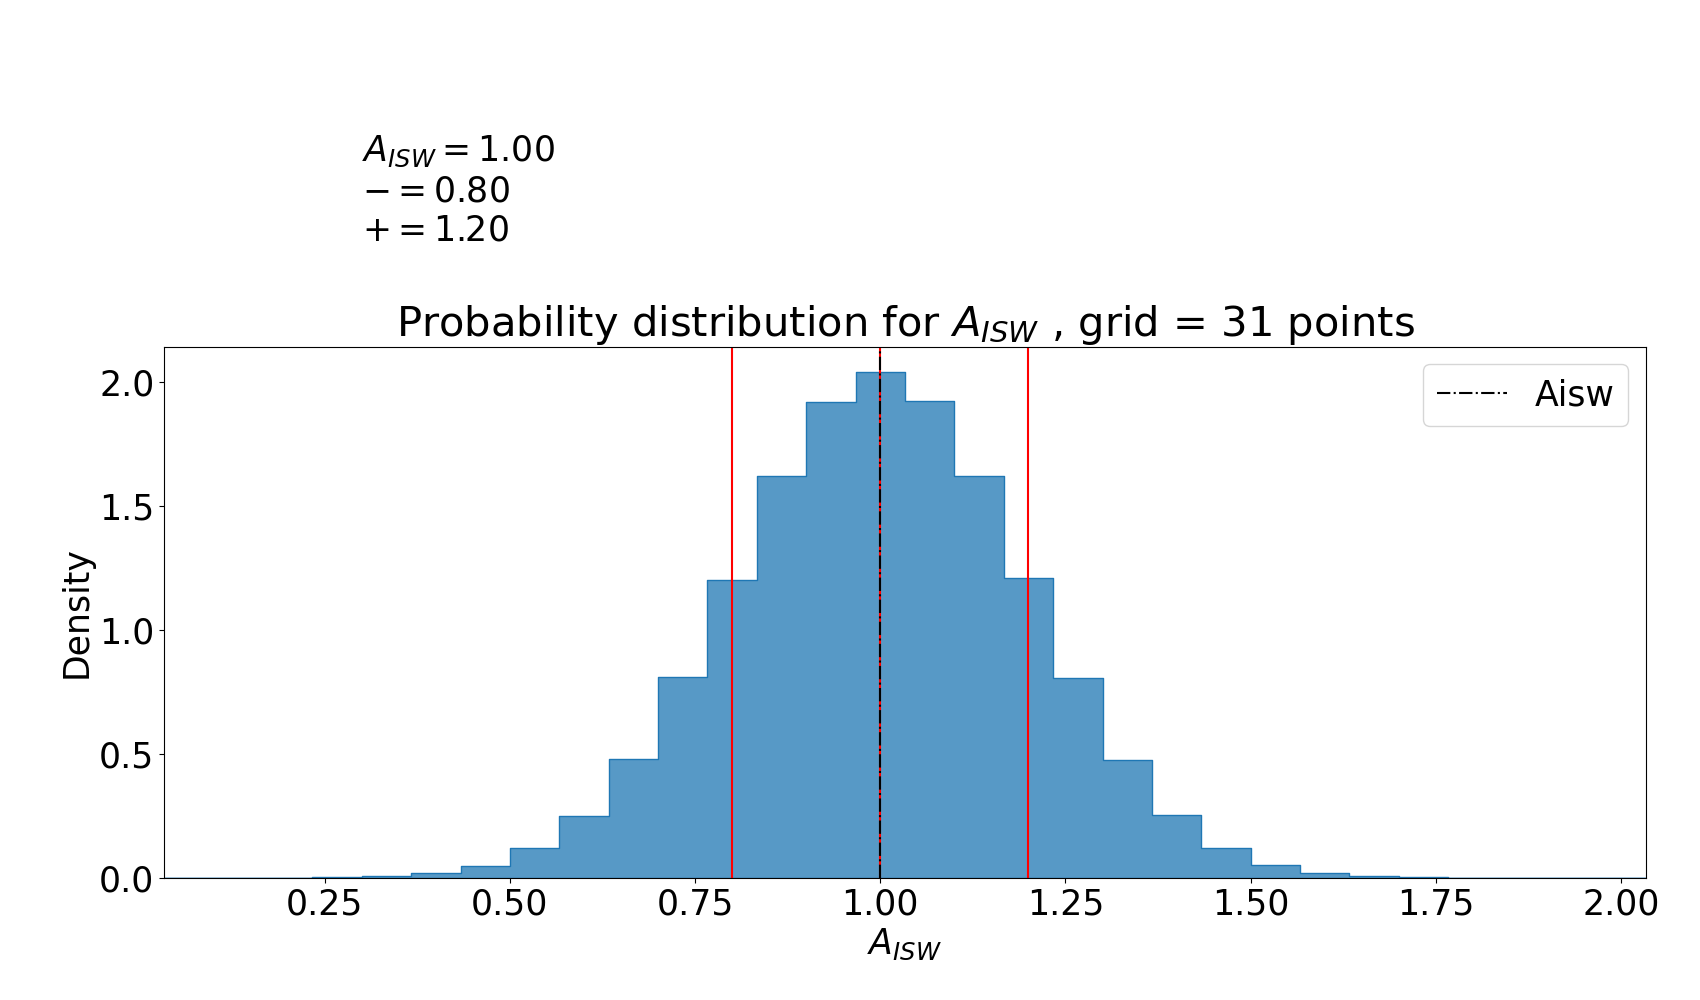 A_ISW = 1.00
− = 0.80
+ = 1.20
Probability distribution for A_ISW , grid = 31 points
Aisw
Density
2.0
1.5
1.0
0.5
0.0
0.25 0.50 0.75 1.00 1.25 1.50 1.75 2.00
A_ISW